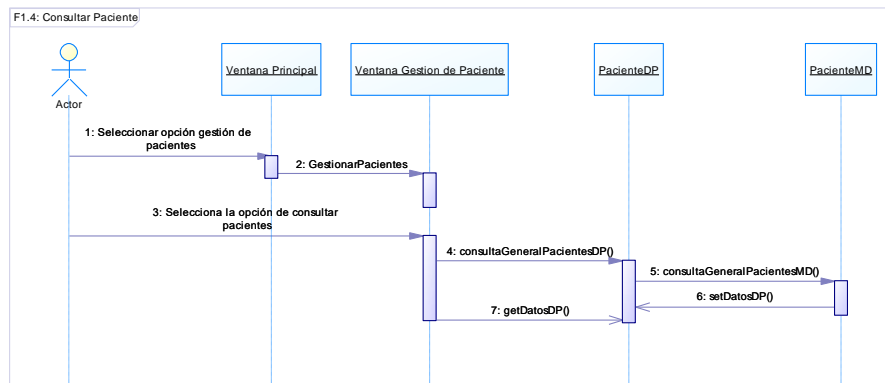 F1.4: Consultar Paciente
Ventana Principal
Ventana Gestion de Paciente
PacienteDP
PacienteMD
Actor
1: Seleccionar opción gestión de
pacientes
2: GestionarPacientes
3: Selecciona la opción de consultar
pacientes
4: consultaGeneralPacientesDP()
5: consultaGeneralPacientesMD()
6: setDatosDP()
7: getDatosDP()